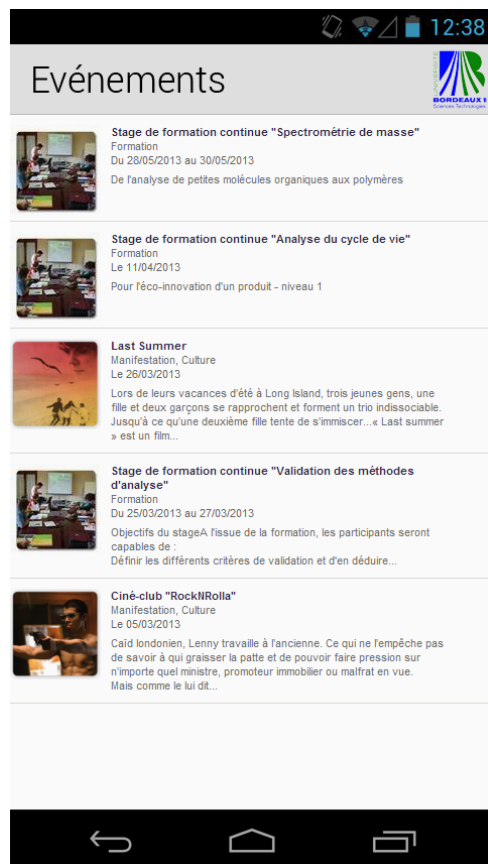 12:38
Evénements
UNIVERSITÉ
BORDEAUX 1
Sciences Technologies
Stage de formation continue "Spectrométrie de masse"
Formation
Du 28/05/2013 au 30/05/2013
De l'analyse de petites molécules organiques aux polymères
Stage de formation continue "Analyse du cycle de vie"
Formation
Le 11/04/2013
Pour l'éco-innovation d'un produit - niveau 1
Last Summer
Manifestation, Culture
Le 26/03/2013
Lors de leurs vacances d'été à Long Island, trois jeunes gens, une
fille et deux garçons se rapprochent et forment un trio indissociable.
Jusqu'à ce qu'une deuxième fille tente de s'immiscer...« Last summer
» est un film...
Stage de formation continue "Validation des méthodes
d'analyse"
Formation
Du 25/03/2013 au 27/03/2013
Objectifs du stageA l'issue de la formation, les participants seront
capables de :
Définir les différents critères de validation et d'en déduire...
Ciné-club "RockNRolla"
Manifestation, Culture
Le 05/03/2013
Caïd londonien, Lenny travaille à l'ancienne. Ce qui ne l'empêche pas
de savoir à qui graisser la patte et de pouvoir faire pression sur
n'importe quel ministre, promoteur immobilier ou malfrat en vue.
Mais comme le lui dit...